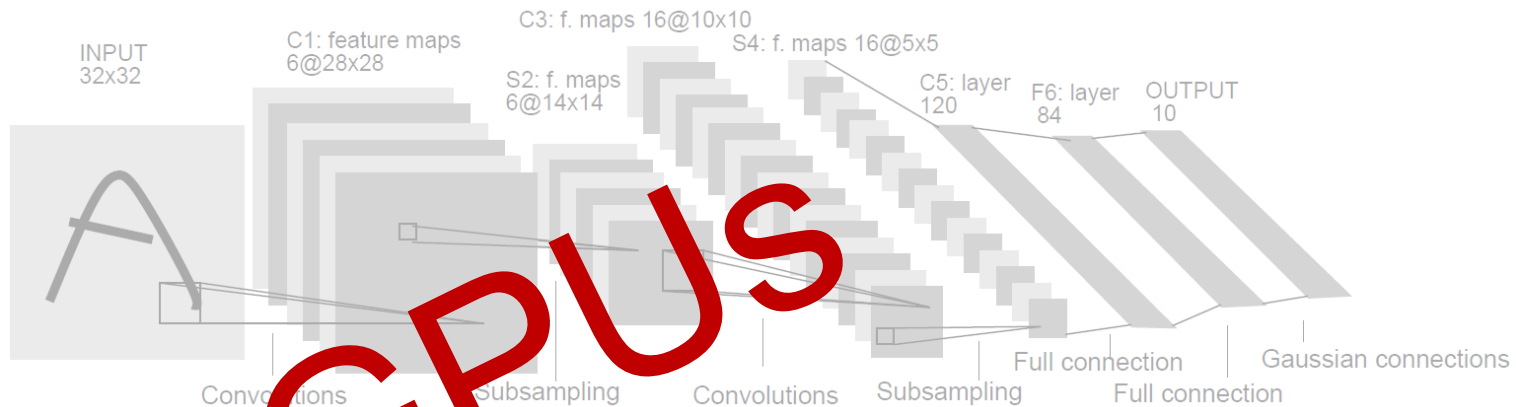 INPUT
32x32
C1: feature maps
6@28x28
S2: f. maps
6@14x14
C3: f. maps 16@10x10
S4: f. maps 16@5x5
C5: layer
120
F6: layer
84
OUTPUT
10
A
Convolutions
Subsampling
Convolutions
Subsampling
Full connection
Full connection
Gaussian connections
GPUs